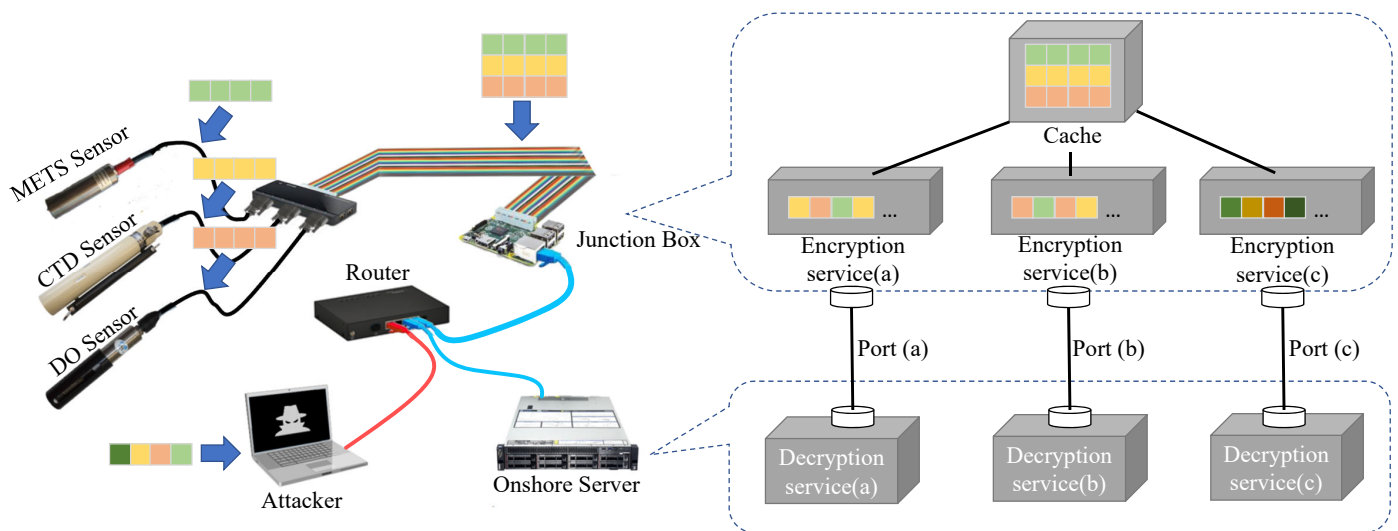 METS Sensor
CTD Sensor
DO Sensor
Router
Junction Box
Attacker
Onshore Server
Cache
...
...
...
Encryption
service(a)
Encryption
service(b)
Encryption
service(c)
Port (a)
Port (b)
Port (c)
Decryption
service(a)
Decryption
service(b)
Decryption
service(c)